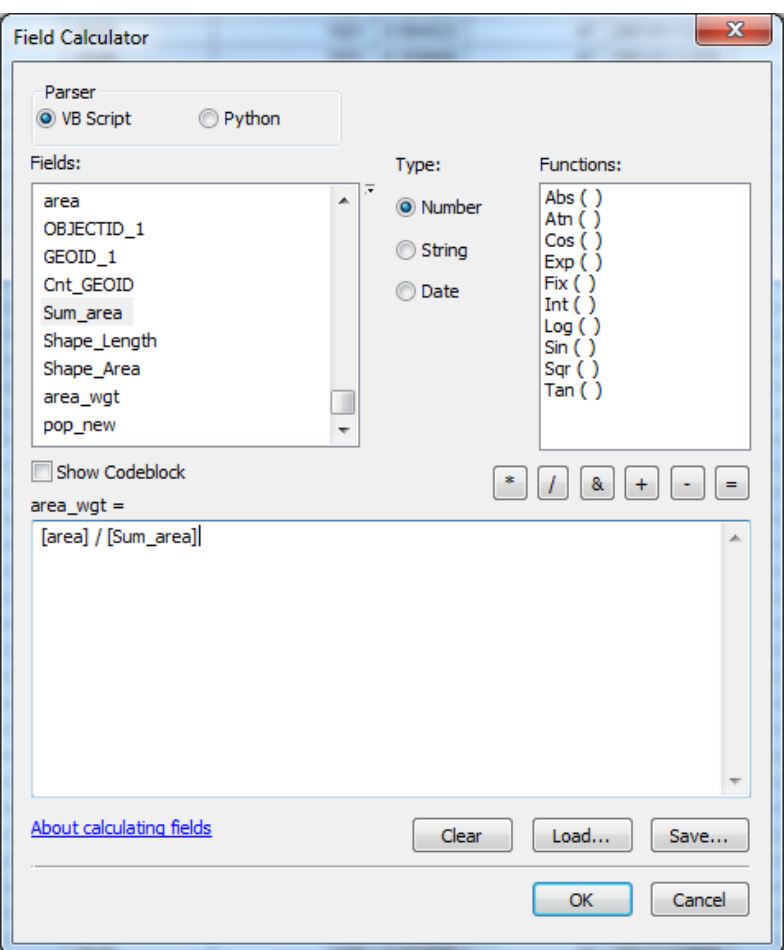 Field Calculator
Parser
VB Script Python
Fields: Type: Functions:
area
OBJECTID_1
GEOID_1
Cnt_GEOID
Sum_area
Shape_Length
Shape_Area
area_wgt
pop_new
Number
String
Date
Abs ( )
Atn ( )
Cos ( )
Exp ( )
Fix ( )
Int ( )
Log ( )
Sin ( )
Sqr ( )
Tan ( )
Show Codeblock
* / & + - =
area_wgt =
[area] / [Sum_area]
About calculating fields Clear Load... Save...
OK Cancel